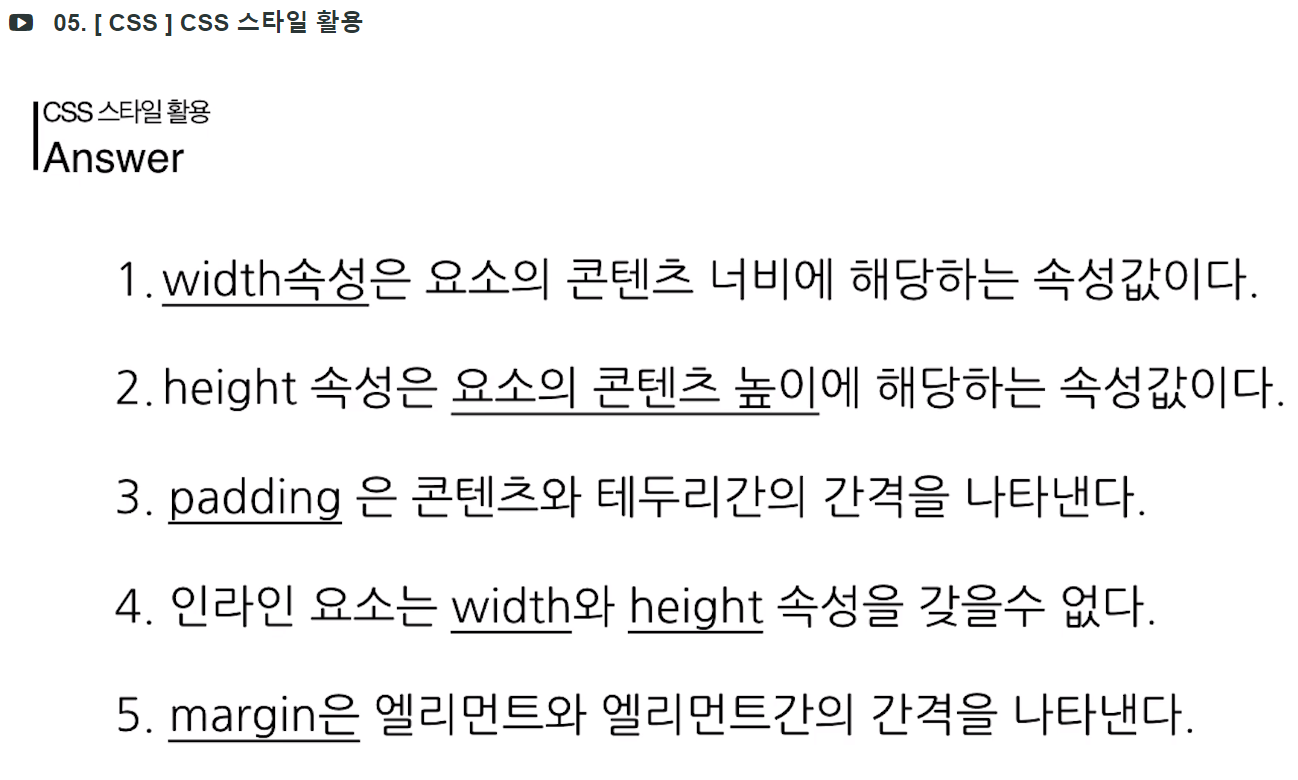 05. [ CSS ] CSS 스타일 활용
CSS 스타일 활용
Answer
1. width속성은 요소의 콘텐츠 너비에 해당하는 속성값이다.
2. height 속성은 요소의 콘텐츠 높이에 해당하는 속성값이다.
3. padding 은 콘텐츠와 테두리간의 간격을 나타낸다.
4. 인라인 요소는 width와 height 속성을 갖을수 없다.
5. margin은 엘리먼트와 엘리먼트간의 간격을 나타낸다.